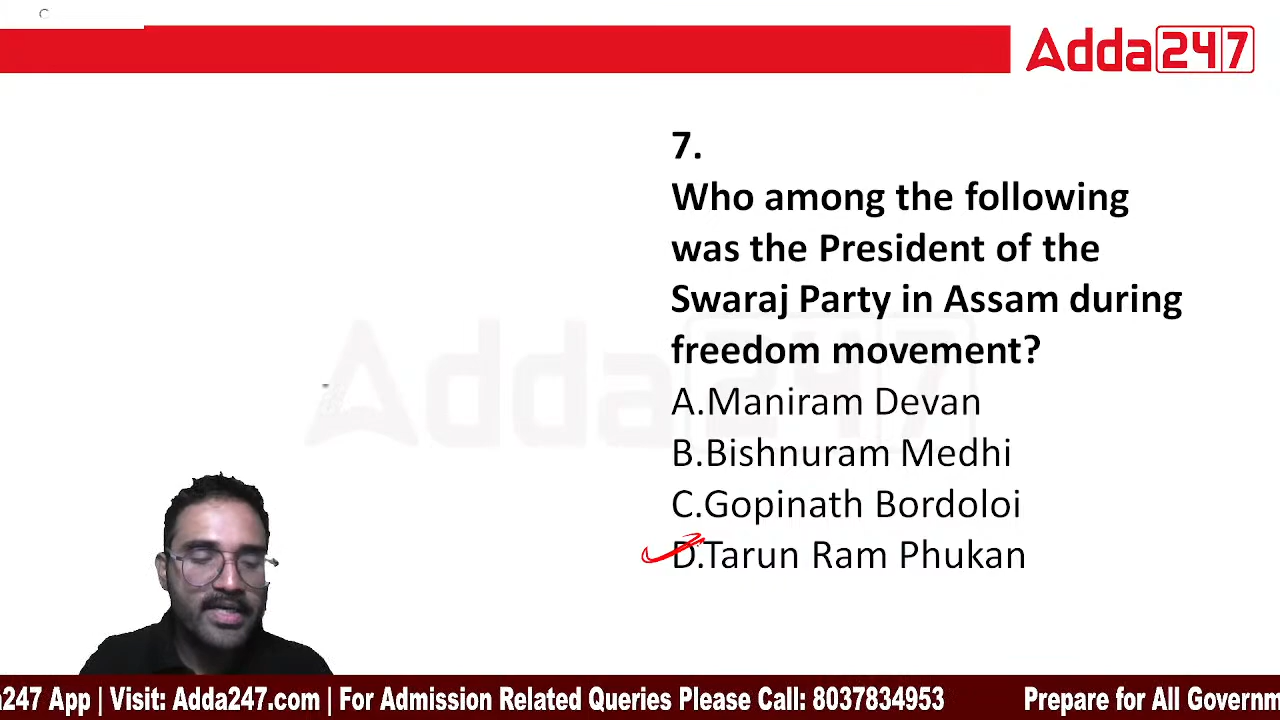 Adda247
7.
Who among the following
was the President of the
Swaraj Party in Assam during
freedom movement?
A.Maniram Devan
B.Bishnuram Medhi
C.Gopinath Bordoloi
D.Tarun Ram Phukan
Adda247
a247 App | Visit: Adda247.com | For Admission Related Queries Please Call: 8037834953 Prepare for All Governm